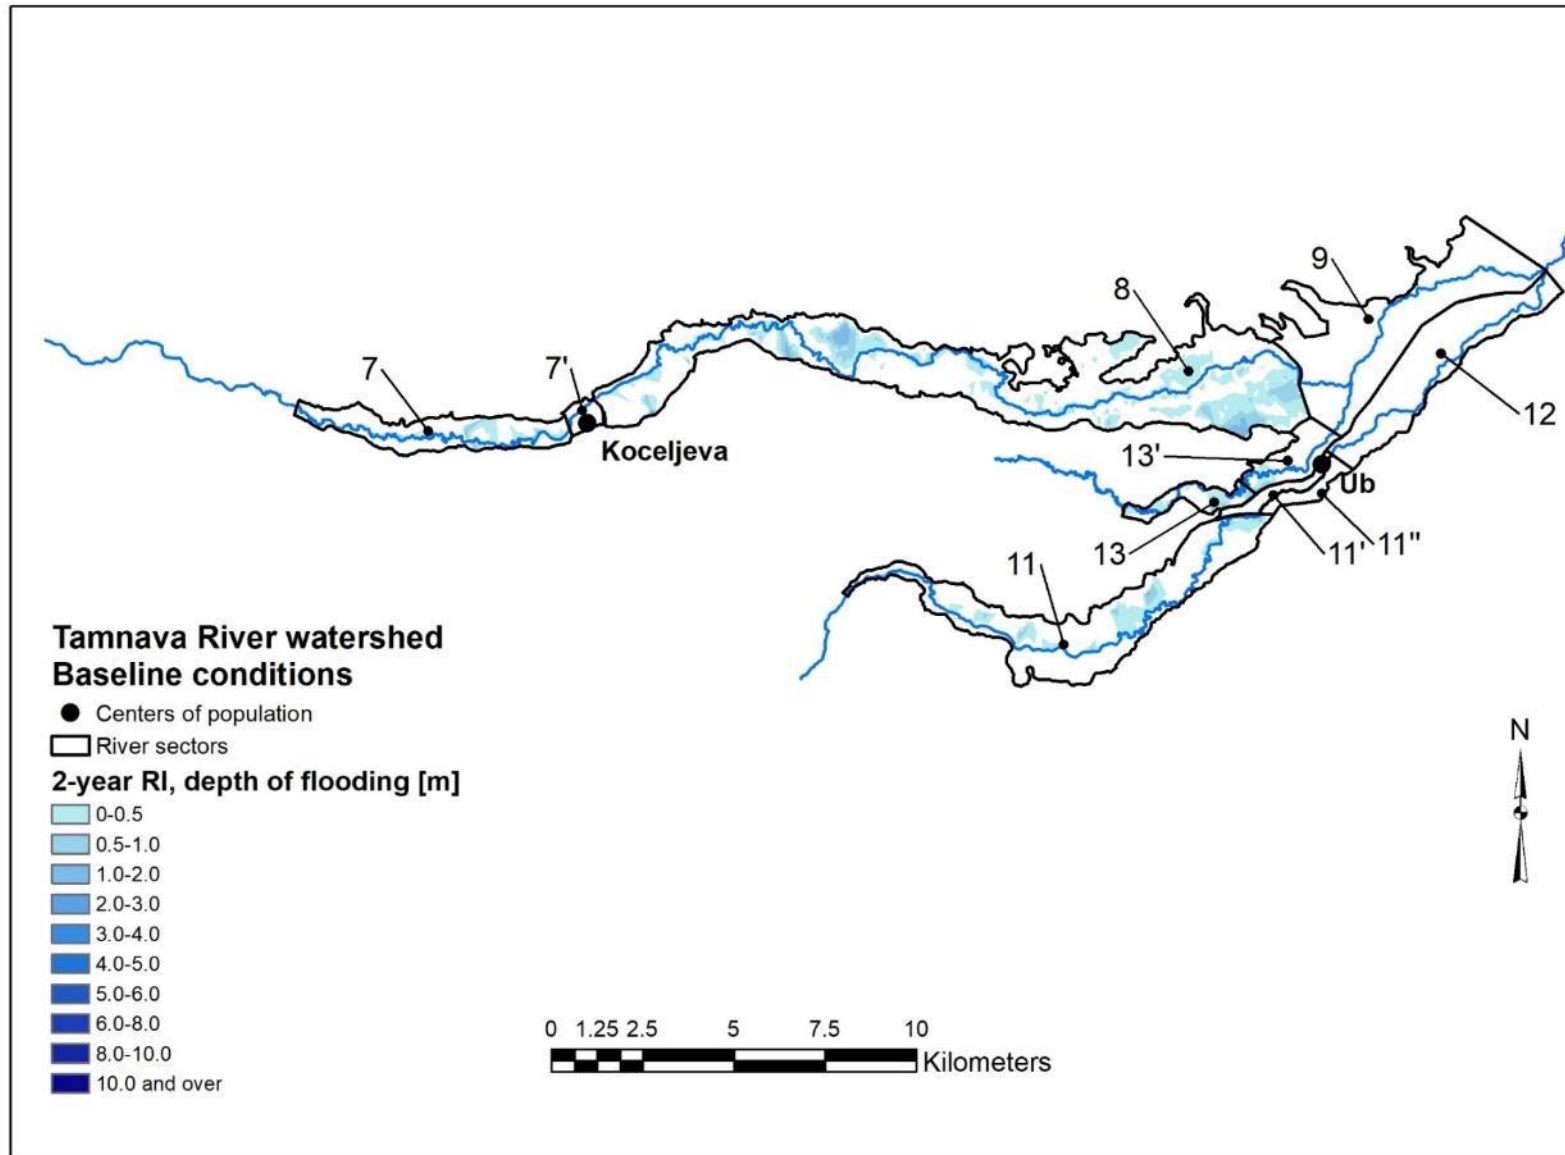 9
8
7
7'
12
Koceljeva
13'
Ub
13
11'
11"
11
Tamnava River watershed
Baseline conditions
Centers of population
River sectors
2-year RI, depth of flooding [m]
0-0.5
0.5-1.0
1.0-2.0
2.0-3.0
3.0-4.0
4.0-5.0
5.0-6.0
6.0-8.0
8.0-10.0
10.0 and over
N
0 1.25 2.5 5 7.5 10
Kilometers